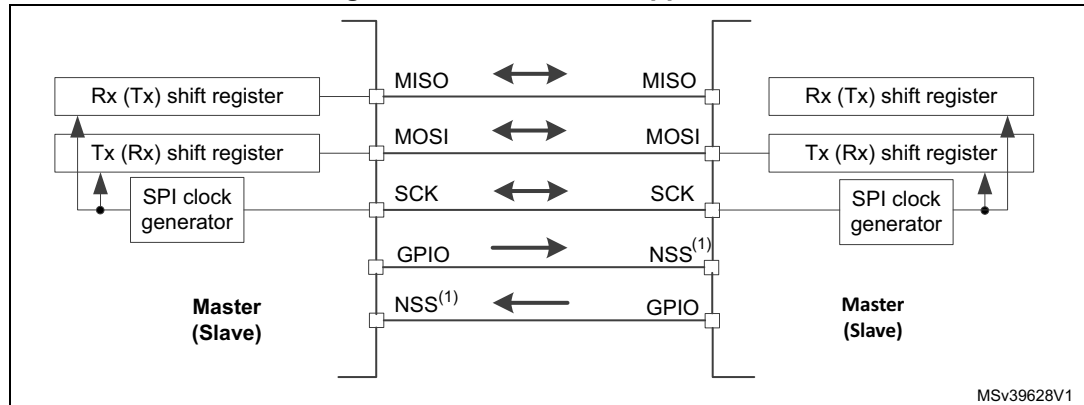 MISO MISO
Rx (Tx) shift register Rx (Tx) shift register
MOSI MOSI
Tx (Rx) shift register Tx (Rx) shift register
SCK SCK
SPI clock generator SPI clock generator
GPIO NSS(1)
NSS(1) GPIO
Master Master
(Slave) (Slave)
MSv39628V1